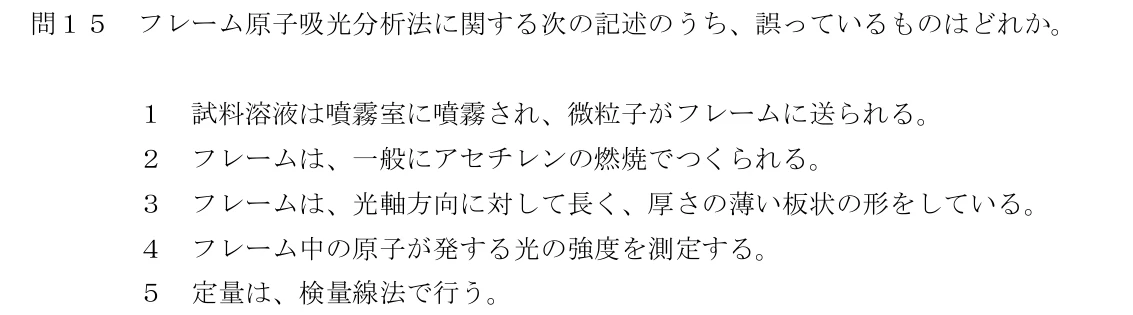 問１５　フレーム原子吸光分析法に関する次の記述のうち、誤っているものはどれか。
１　試料溶液は噴霧室に噴霧され、微粒子がフレームに送られる。
２　フレームは、一般にアセチレンの燃焼でつくられる。
３　フレームは、光軸方向に対して長く、厚さの薄い板状の形をしている。
４　フレーム中の原子が発する光の強度を測定する。
５　定量は、検量線法で行う。